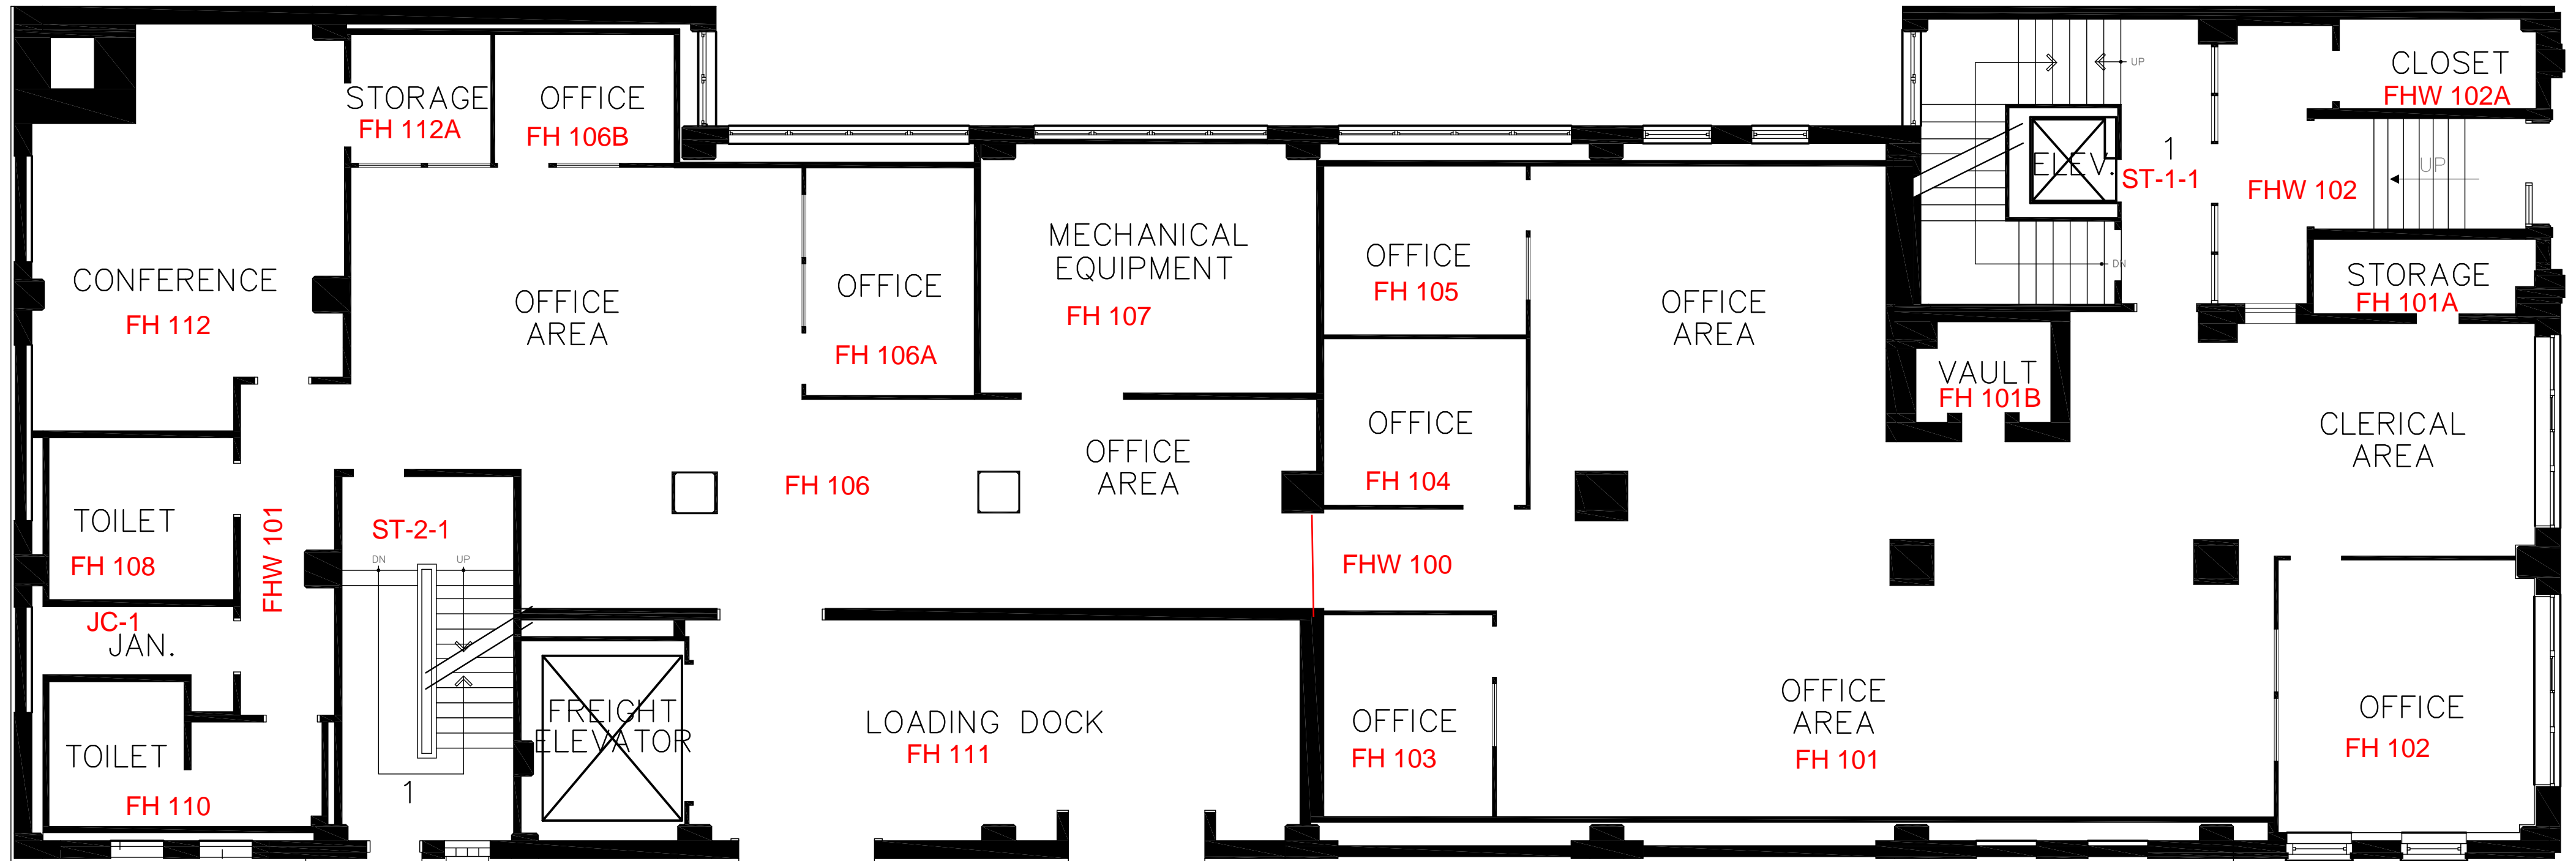 STORAGE
FH 112A
OFFICE
FH 106B
CONFERENCE
FH 112
OFFICE
AREA
OFFICE
FH 106A
MECHANICAL
EQUIPMENT
FH 107
OFFICE
FH 105
OFFICE
AREA
UP
ELEV.
1
ST-1-1
DN
CLOSET
FHW 102A
FHW 102
UP
STORAGE
FH 101A
VAULT
FH 101B
CLERICAL
AREA
OFFICE
FH 104
OFFICE
AREA
FH 106
TOILET
FH 108
FHW 101
ST-2-1
DN
UP
FHW 100
JC-1
JAN.
TOILET
FH 110
1
FREIGHT
ELEVATOR
LOADING DOCK
FH 111
OFFICE
FH 103
OFFICE
AREA
FH 101
OFFICE
FH 102